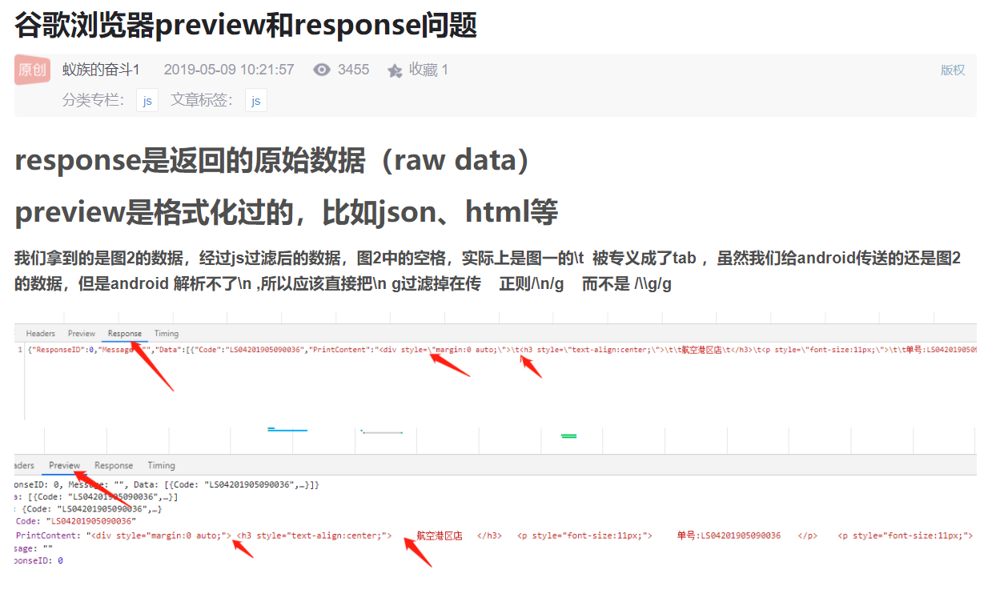 谷歌浏览器preview和response问题
原创 蚁族的奋斗1 2019-05-09 10:21:57 3455 收藏 1 版权
分类专栏： js 文章标签： js
response是返回的原始数据（raw data）
preview是格式化过的，比如json、html等
我们拿到的是图2的数据，经过js过滤后的数据，图2中的空格，实际上是图一的\t 被专义成了tab ，虽然我们给android传送的还是图2
的数据，但是android 解析不了\n ,所以应该直接把\n g过滤掉在传 正则/\n/g 而不是 /\\g/g
Headers Preview Response Timing
1 {"ResponseID":0,"Message":"","Data":[{"Code":"LS04201905090036","PrintContent":"<div style=\"margin:0 auto;\">\t<h3 style=\"text-align:center;\">\t\t航空港区店\t</h3>\t<p style=\"font-size:11px;\">\t\t单号:LS0420190509
aders Preview Response Timing
onseID: 0, Message: "", Data: [{Code: "LS04201905090036",…}]}
a: [{Code: "LS04201905090036",…}]
: {Code: "LS04201905090036",…}
Code: "LS04201905090036"
PrintContent: "<div style="margin:0 auto;"> <h3 style="text-align:center;"> 航空港区店 </h3> <p style="font-size:11px;"> 单号:LS04201905090036 </p> <p style="font-size:11px;">
sage: ""
onseID: 0